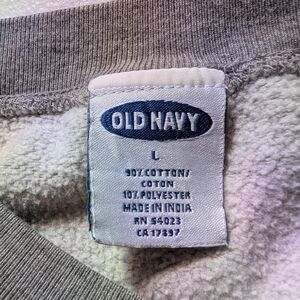 OLD NAVY
L
90% COTTON/
COTON
10% POLYESTER
MADE IN INDIA
RN 54023
CA 17897